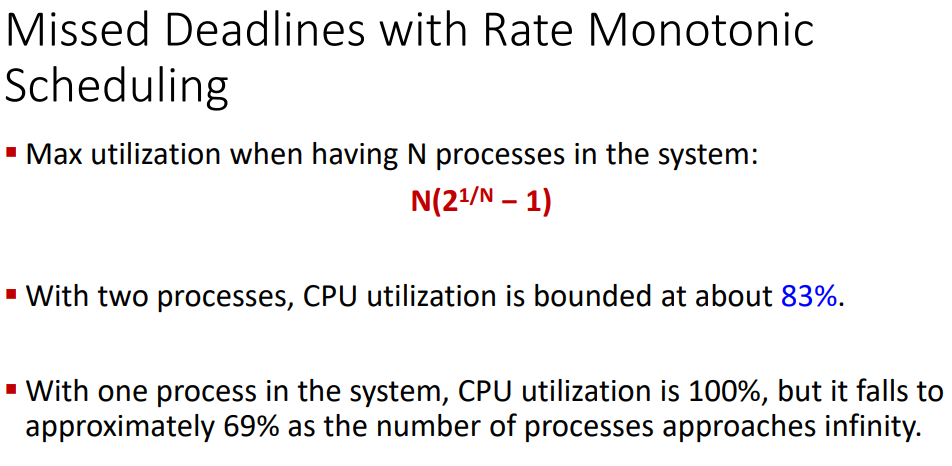 Missed Deadlines with Rate Monotonic
Scheduling
▪ Max utilization when having N processes in the system:
N(2^1/N – 1)
▪ With two processes, CPU utilization is bounded at about 83%.
▪ With one process in the system, CPU utilization is 100%, but it falls to
approximately 69% as the number of processes approaches infinity.